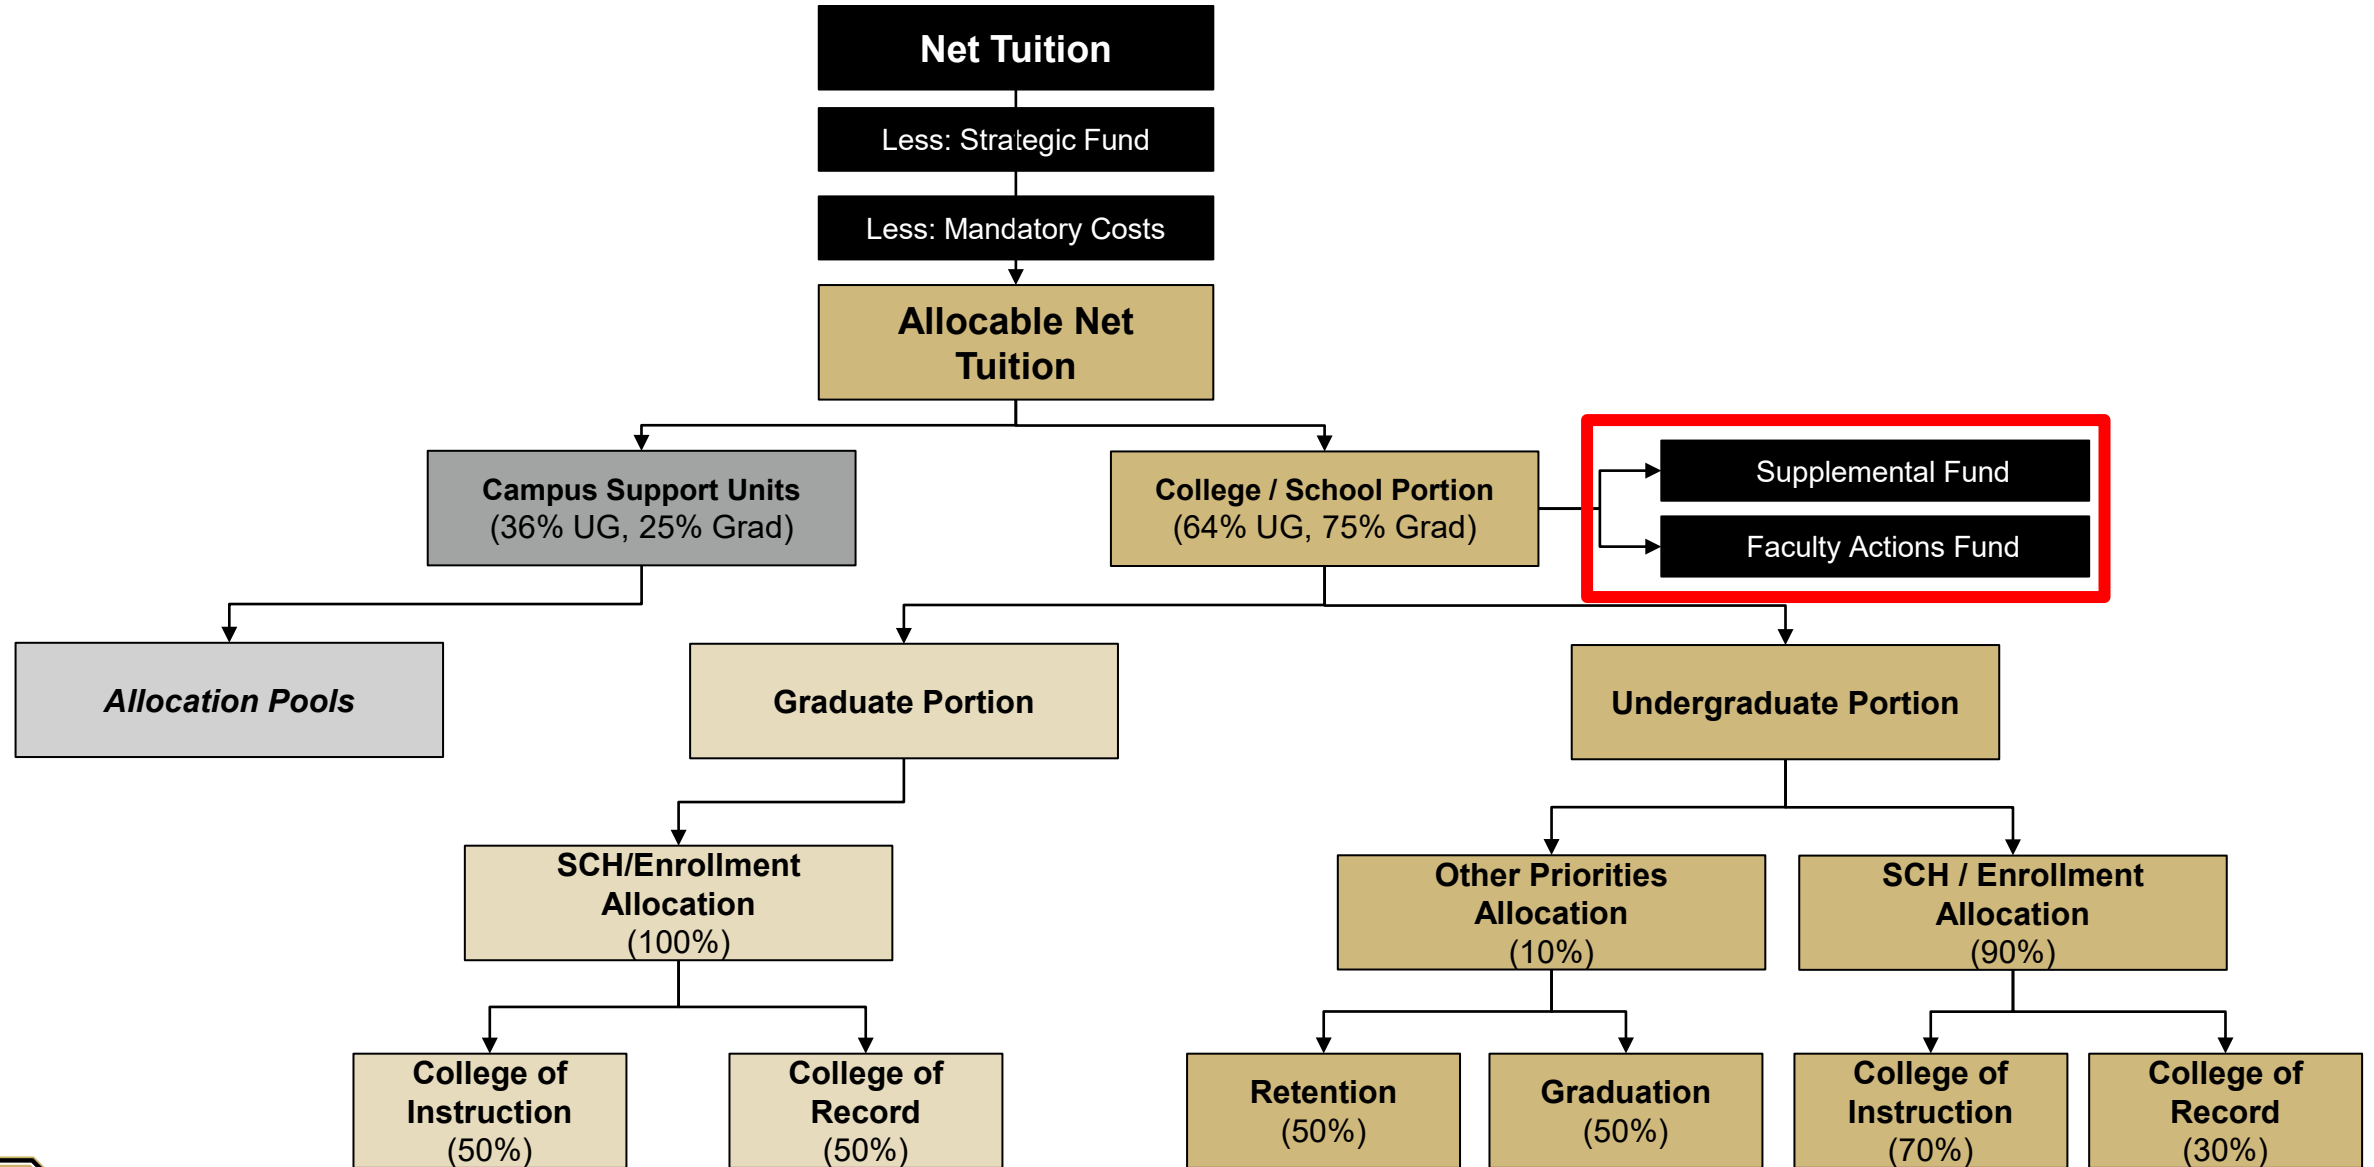 Net Tuition
Less: Strategic Fund
Less: Mandatory Costs
Allocable Net
Tuition
Campus Support Units
(36% UG, 25% Grad)
College / School Portion
(64% UG, 75% Grad)
Supplemental Fund
Faculty Actions Fund
Allocation Pools
Graduate Portion
Undergraduate Portion
SCH/Enrollment
Allocation
(100%)
Other Priorities
Allocation
(10%)
SCH / Enrollment
Allocation
(90%)
College of
Instruction
(50%)
College of
Record
(50%)
Retention
(50%)
Graduation
(50%)
College of
Instruction
(70%)
College of
Record
(30%)